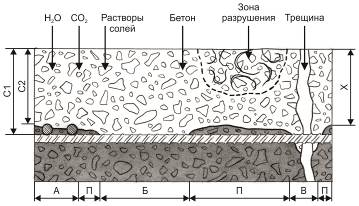 H₂O CO₂ Растворы солей Бетон Зона разрушения Трещина
C1
C2
X
А П Б П В П